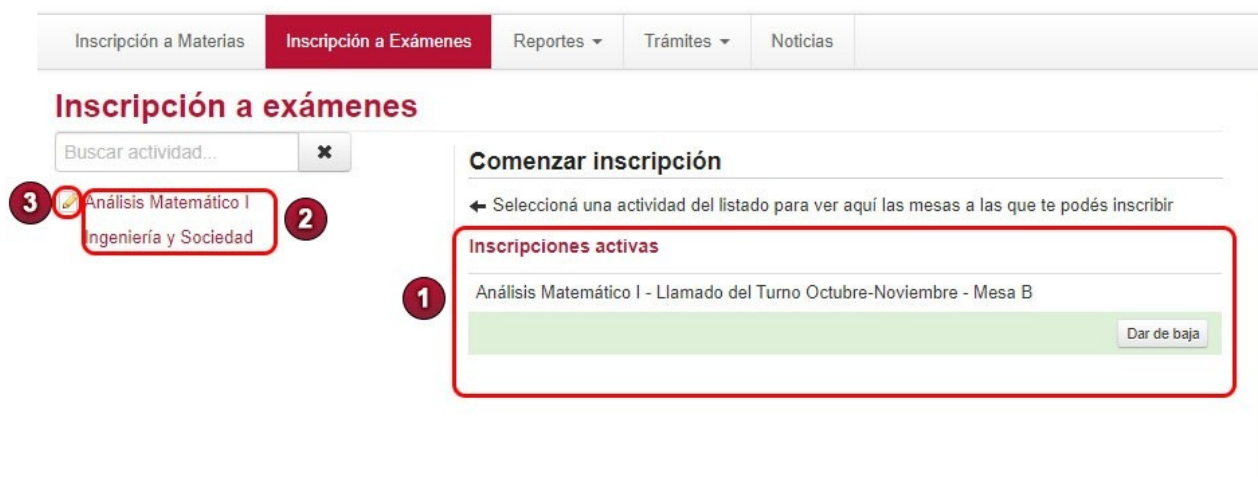 Inscripción a Materias Inscripción a Exámenes Reportes Trámites Noticias
Inscripción a exámenes
Buscar actividad...
3 Análisis Matemático I
2
Ingeniería y Sociedad
Comenzar inscripción
Seleccioná una actividad del listado para ver aquí las mesas a las que te podés inscribir
Inscripciones activas
1
Análisis Matemático I - Llamado del Turno Octubre-Noviembre - Mesa B
Dar de baja